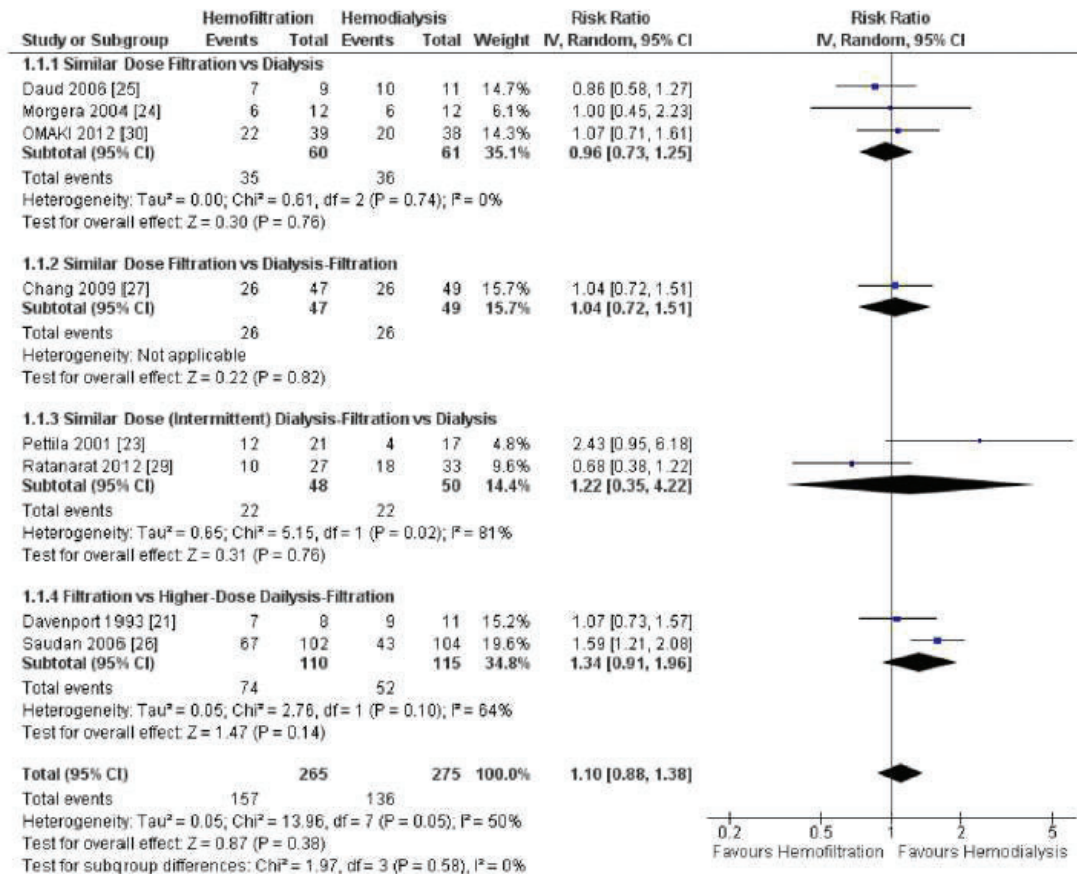 Hemofiltration Hemodialysis Risk Ratio Risk Ratio
Study or Subgroup Events Total Events Total Weight IV, Random, 95% CI IV, Random, 95% CI
1.1.1 Similar Dose Filtration vs Dialysis
Daud 2006 [25] 7 9 10 11 14.7% 0.86 [0.58, 1.27]
Morgera 2004 [24] 6 12 6 12 6.1% 1.00 [0.45, 2.23]
OMAKI 2012 [30] 22 39 20 38 14.3% 1.07 [0.71, 1.61]
Subtotal (95% CI) 60 61 35.1% 0.96 [0.73, 1.25]
Total events 35 36
Heterogeneity: Tau² = 0.00; Chi² = 0.61, df = 2 (P = 0.74); I² = 0%
Test for overall effect: Z = 0.30 (P = 0.76)
1.1.2 Similar Dose Filtration vs Dialysis-Filtration
Chang 2009 [27] 26 47 26 49 15.7% 1.04 [0.72, 1.51]
Subtotal (95% CI) 47 49 15.7% 1.04 [0.72, 1.51]
Total events 26 26
Heterogeneity: Not applicable
Test for overall effect: Z = 0.22 (P = 0.82)
1.1.3 Similar Dose (Intermittent) Dialysis-Filtration vs Dialysis
Pettila 2001 [23] 12 21 4 17 4.8% 2.43 [0.95, 6.18]
Ratanarat 2012 [29] 10 27 18 33 9.6% 0.68 [0.38, 1.22]
Subtotal (95% CI) 48 50 14.4% 1.22 [0.35, 4.22]
Total events 22 22
Heterogeneity: Tau² = 0.65; Chi² = 5.15, df = 1 (P = 0.02); I² = 81%
Test for overall effect: Z = 0.31 (P = 0.76)
1.1.4 Filtration vs Higher-Dose Dailysis-Filtration
Davenport 1993 [21] 7 8 9 11 15.2% 1.07 [0.73, 1.57]
Saudan 2006 [26] 67 102 43 104 19.6% 1.59 [1.21, 2.08]
Subtotal (95% CI) 110 115 34.8% 1.34 [0.91, 1.96]
Total events 74 52
Heterogeneity: Tau² = 0.05; Chi² = 2.76, df = 1 (P = 0.10); I² = 64%
Test for overall effect: Z = 1.47 (P = 0.14)
Total (95% CI) 265 275 100.0% 1.10 [0.88, 1.38]
Total events 157 136
Heterogeneity: Tau² = 0.05; Chi² = 13.96, df = 7 (P = 0.05); I² = 50%
Test for overall effect: Z = 0.87 (P = 0.38)
Test for subgroup differences: Chi² = 1.97, df = 3 (P = 0.58), I² = 0%
0.2 0.5 1 2 5
Favours Hemofiltration Favours Hemodialysis